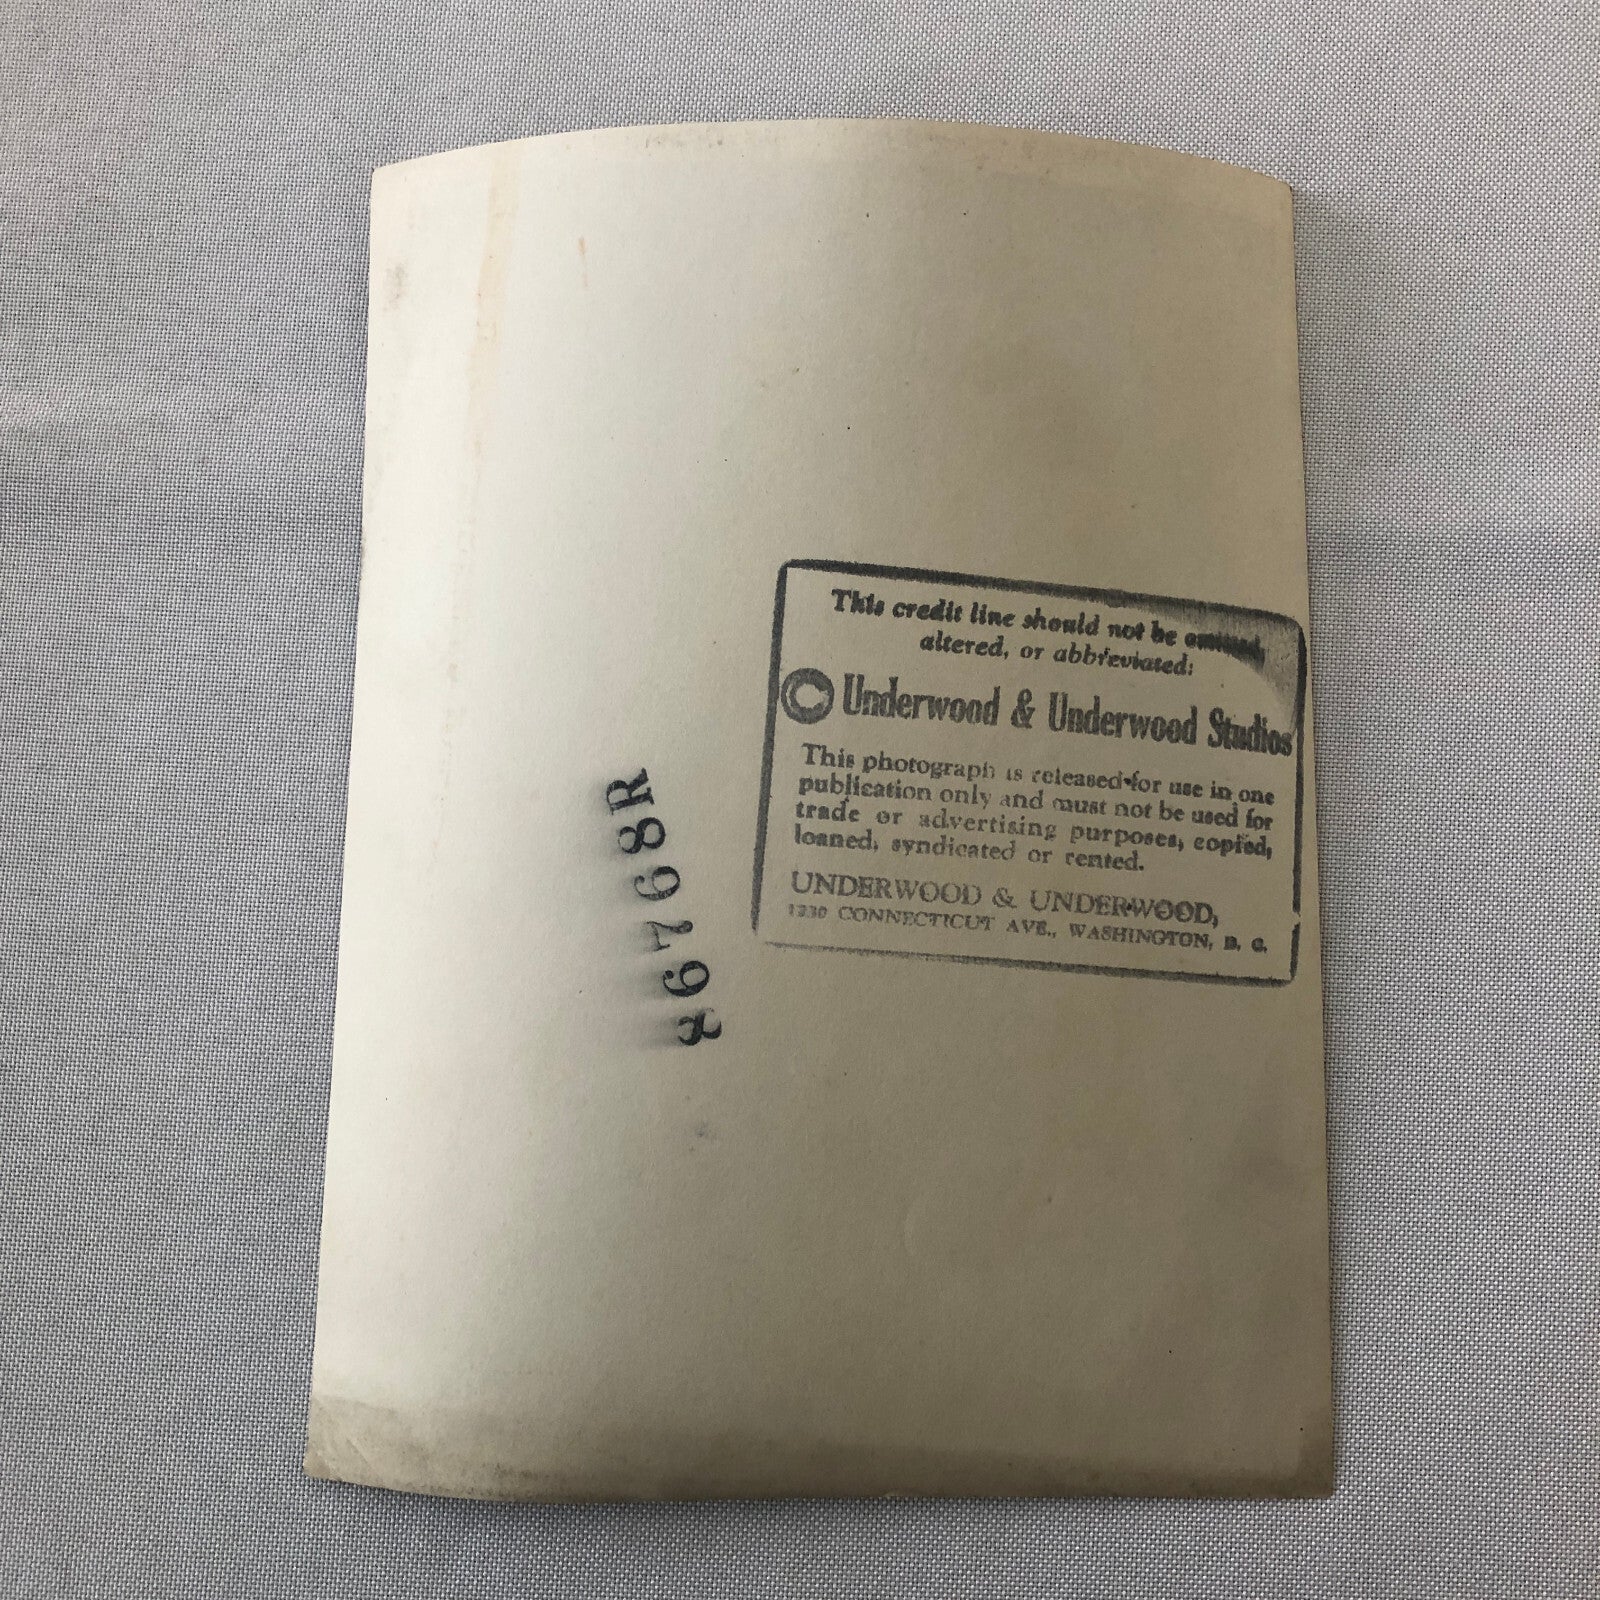 This credit line should not be omitted,
altered, or abbreviated:
© Underwood & Underwood Studios
This photograph is released for use in one
publication only and must not be used for
trade or advertising purposes, copied,
loaned, syndicated or rented.
UNDERWOOD & UNDERWOOD,
1230 CONNECTICUT AVE., WASHINGTON, D. C.
69768R